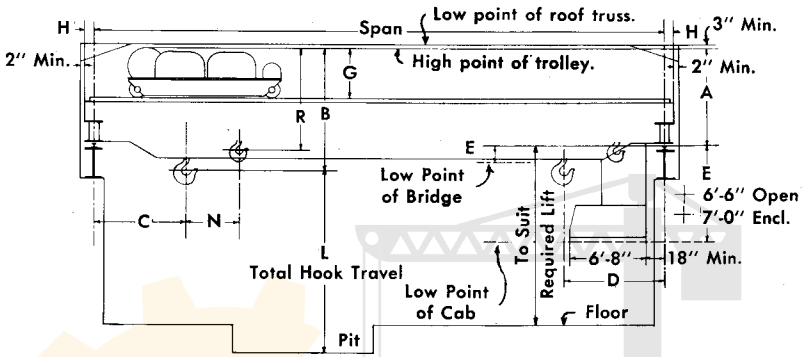 H
Span
Low point of roof truss.
3" Min.
H
2" Min.
High point of trolley.
2" Min.
G
A
R
B
E
Low Point
of Bridge
E
6'-6" Open
7'-0" Encl.
C
N
To Suit
Required Lift
L
Total Hook Travel
6'-8"
18" Min.
D
Low Point
of Cab
Floor
Pit